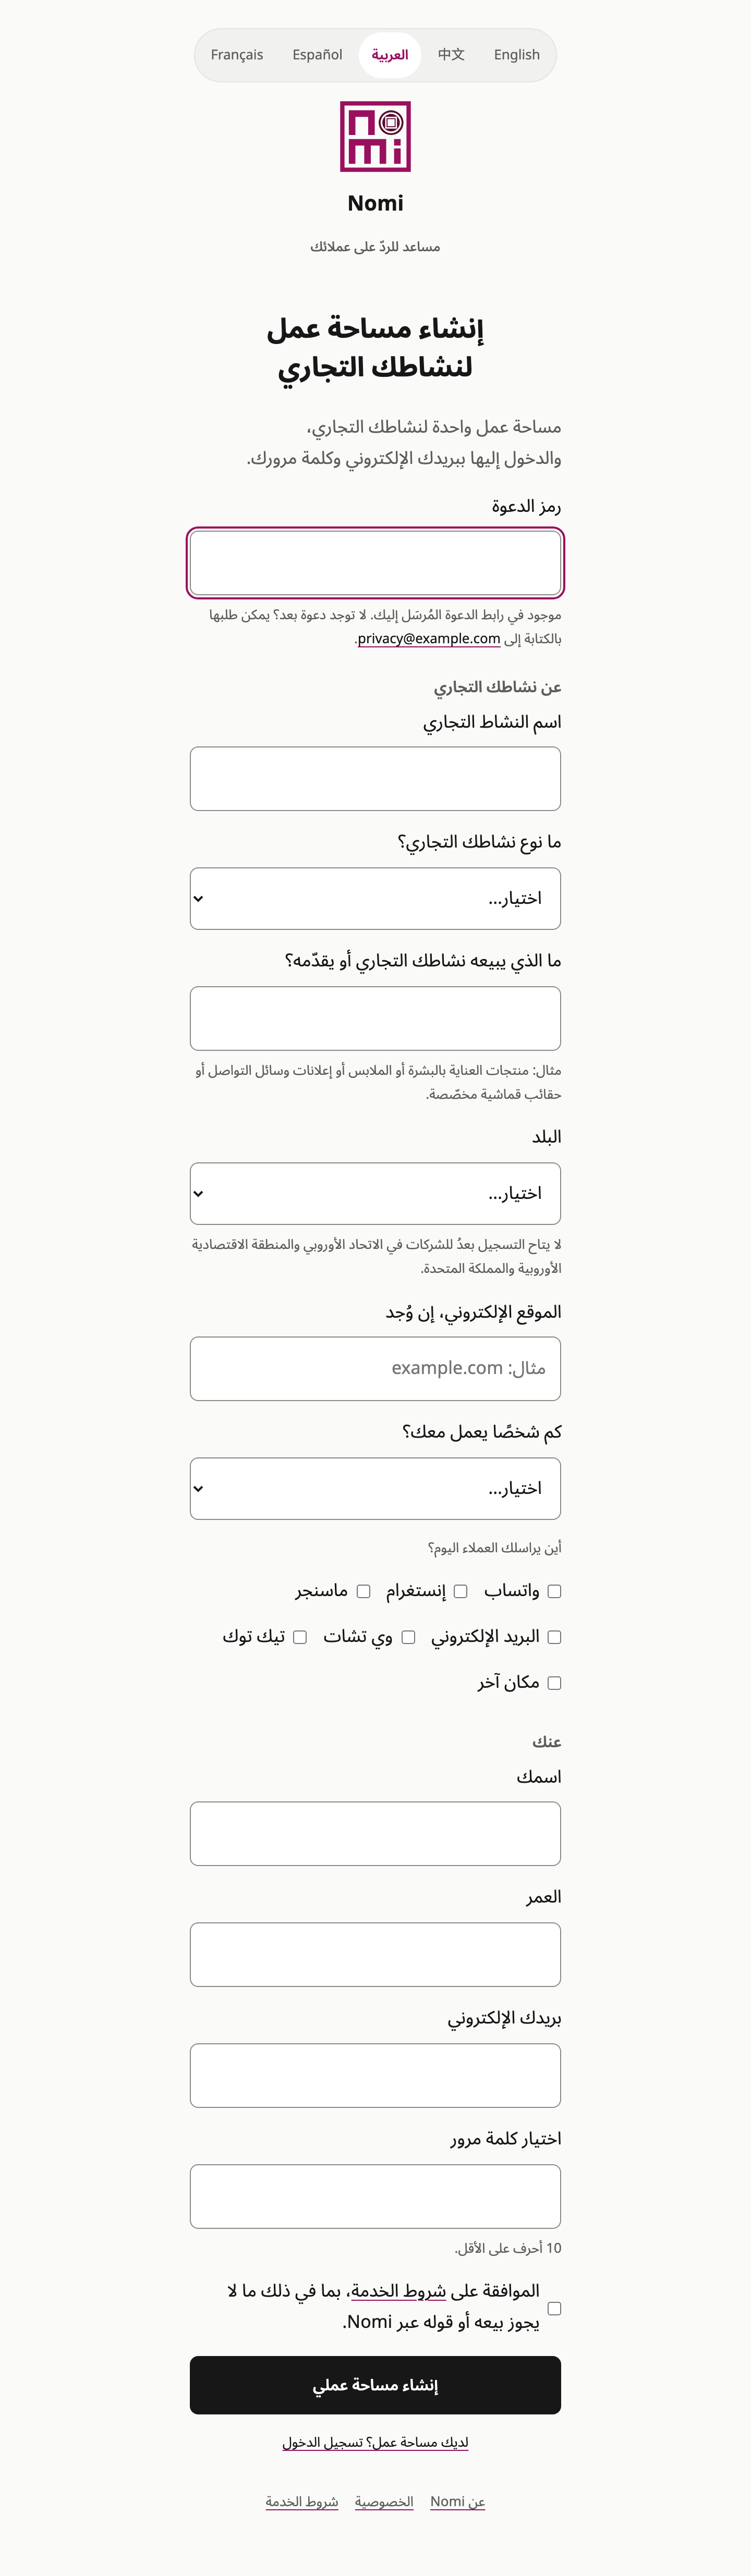 English
中文
العربية
Español
Français
nomi
Nomi
مساعد للردّ على عملائك
إنشاء مساحة عمل
لنشاطك التجاري
مساحة عمل واحدة لنشاطك التجاري،
والدخول إليها ببريدك الإلكتروني وكلمة مرورك.
رمز الدعوة
موجود في رابط الدعوة المُرسَل إليك. لا توجد دعوة بعد؟ يمكن طلبها
بالكتابة إلى privacy@example.com.
عن نشاطك التجاري
اسم النشاط التجاري
ما نوع نشاطك التجاري؟
اختيار...
ما الذي يبيعه نشاطك التجاري أو يقدّمه؟
مثال: منتجات العناية بالبشرة أو الملابس أو إعلانات وسائل التواصل أو
حقائب قماشية مخصّصة.
البلد
اختيار...
لا يتاح التسجيل بعدُ للشركات في الاتحاد الأوروبي والمنطقة الاقتصادية
الأوروبية والمملكة المتحدة.
الموقع الإلكتروني، إن وُجد
مثال: example.com
كم شخصًا يعمل معك؟
اختيار...
أين يراسلك العملاء اليوم؟
واتساب إنستغرام ماسنجر
البريد الإلكتروني وي تشات تيك توك
مكان آخر
عنك
اسمك
العمر
بريدك الإلكتروني
اختيار كلمة مرور
10 أحرف على الأقل.
الموافقة على شروط الخدمة، بما في ذلك ما لا
يجوز بيعه أو قوله عبر Nomi.
إنشاء مساحة عملي
لديك مساحة عمل؟ تسجيل الدخول
عن Nomi الخصوصية شروط الخدمة